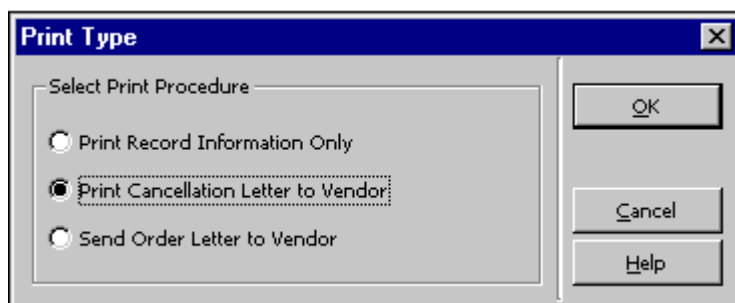 Print Type
Select Print Procedure
Print Record Information Only
Print Cancellation Letter to Vendor
Send Order Letter to Vendor
OK
Cancel
Help